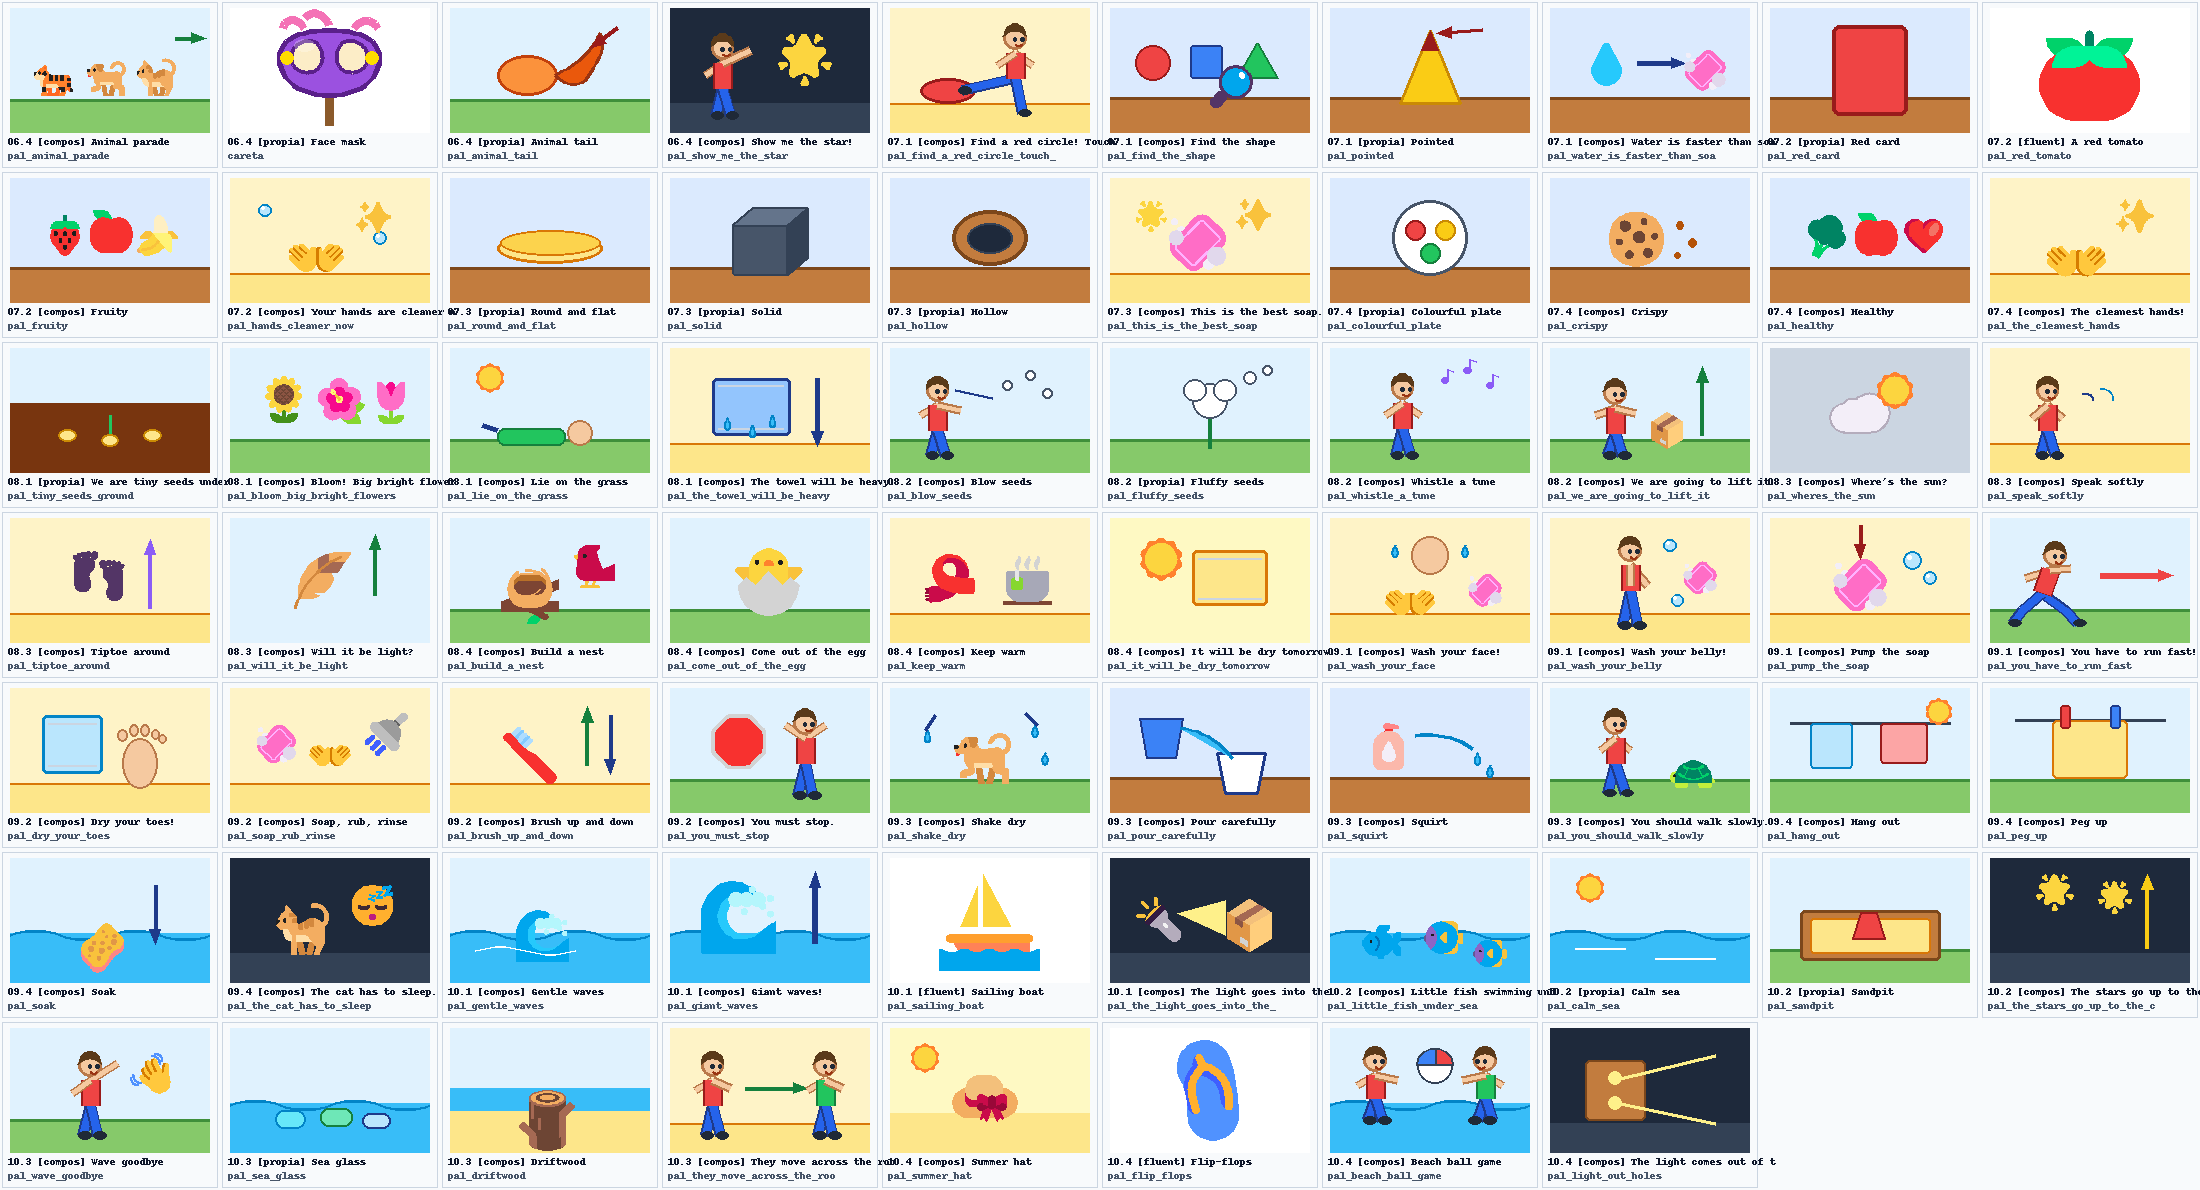 06.4 [compos] Animal parade
pal_animal_parade
06.4 [propia] Face mask
careta
06.4 [propia] Animal tail
pal_animal_tail
06.4 [compos] Show me the star!
pal_show_me_the_star
07.1 [compos] Find a red circle! Touch
pal_find_a_red_circle_touch_
07.1 [compos] Find the shape
pal_find_the_shape
07.1 [propia] Pointed
pal_pointed
07.1 [compos] Water is faster than
pal_water_is_faster_than_soa
07.2 [propia] Red card
pal_red_card
07.2 [fluent] A red tomato
pal_red_tomato
07.2 [compos] Fruity
pal_fruity
07.2 [compos] Your hands are cleaner
pal_hands_cleaner_now
07.3 [propia] Round and flat
pal_round_and_flat
07.3 [propia] Solid
pal_solid
07.3 [propia] Hollow
pal_hollow
07.3 [compos] This is the best soap.
pal_this_is_the_best_soap
07.4 [propia] Colourful plate
pal_colourful_plate
07.4 [compos] Crispy
pal_crispy
07.4 [compos] Healthy
pal_healthy
07.4 [compos] The cleanest hands!
pal_the_cleanest_hands
08.1 [propia] We are tiny seeds under
pal_tiny_seeds_ground
08.1 [compos] Bloom! Big bright
pal_bloom_big_bright_flowers
08.1 [compos] Lie on the grass
pal_lie_on_the_grass
08.1 [compos] The towel will be heavy
pal_the_towel_will_be_heavy
08.2 [compos] Blow seeds
pal_blow_seeds
08.2 [propia] Fluffy seeds
pal_fluffy_seeds
08.2 [compos] Whistle a tune
pal_whistle_a_tune
08.2 [compos] We are going to lift it
pal_we_are_going_to_lift_it
08.3 [compos] Where's the sun?
pal_wheres_the_sun
08.3 [compos] Speak softly
pal_speak_softly
08.3 [compos] Tiptoe around
pal_tiptoe_around
08.3 [compos] Will it be light?
pal_will_it_be_light
08.4 [compos] Build a nest
pal_build_a_nest
08.4 [compos] Come out of the egg
pal_come_out_of_the_egg
08.4 [compos] Keep warm
pal_keep_warm
08.4 [compos] It will be dry tomorrow
pal_it_will_be_dry_tomorrow
09.1 [compos] Wash your face!
pal_wash_your_face
09.1 [compos] Wash your belly!
pal_wash_your_belly
09.1 [compos] Pump the soap
pal_pump_the_soap
09.1 [compos] You have to run fast!
pal_you_have_to_run_fast
09.2 [compos] Dry your toes!
pal_dry_your_toes
09.2 [compos] Soap, rub, rinse
pal_soap_rub_rinse
09.2 [compos] Brush up and down
pal_brush_up_and_down
09.2 [compos] You must stop.
pal_you_must_stop
09.3 [compos] Shake dry
pal_shake_dry
09.3 [compos] Pour carefully
pal_pour_carefully
09.3 [compos] Squirt
pal_squirt
09.3 [compos] You should walk slowly.
pal_you_should_walk_slowly
09.4 [compos] Hang out
pal_hang_out
09.4 [compos] Peg up
pal_peg_up
09.4 [compos] Soak
pal_soak
09.4 [compos] The cat has to sleep.
pal_the_cat_has_to_sleep
10.1 [compos] Gentle waves
pal_gentle_waves
10.1 [compos] Giant waves!
pal_giant_waves
10.1 [fluent] Sailing boat
pal_sailing_boat
10.1 [compos] The light goes into the
pal_the_light_goes_into_the_
10.2 [compos] Little fish swimming
pal_little_fish_under_sea
10.2 [propia] Calm sea
pal_calm_sea
10.2 [propia] Sandpit
pal_sandpit
10.2 [compos] The stars go up to the
pal_the_stars_go_up_to_the_c
10.3 [compos] Wave goodbye
pal_wave_goodbye
10.3 [propia] Sea glass
pal_sea_glass
10.3 [compos] Driftwood
pal_driftwood
10.3 [compos] They move across the
pal_they_move_across_the_roo
10.4 [compos] Summer hat
pal_summer_hat
10.4 [fluent] Flip-flops
pal_flip_flops
10.4 [compos] Beach ball game
pal_beach_ball_game
10.4 [compos] The light comes out of t
pal_light_out_holes